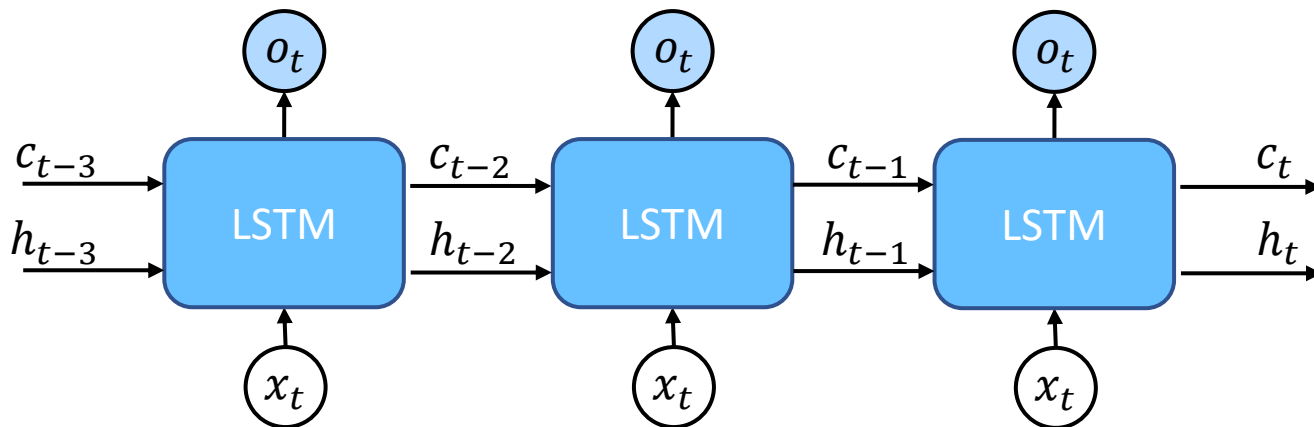 o_t o_t o_t
c_{t−3} c_{t−2} c_{t−1} c_t
LSTM LSTM LSTM
h_{t−3} h_{t−2} h_{t−1} h_t
x_t x_t x_t